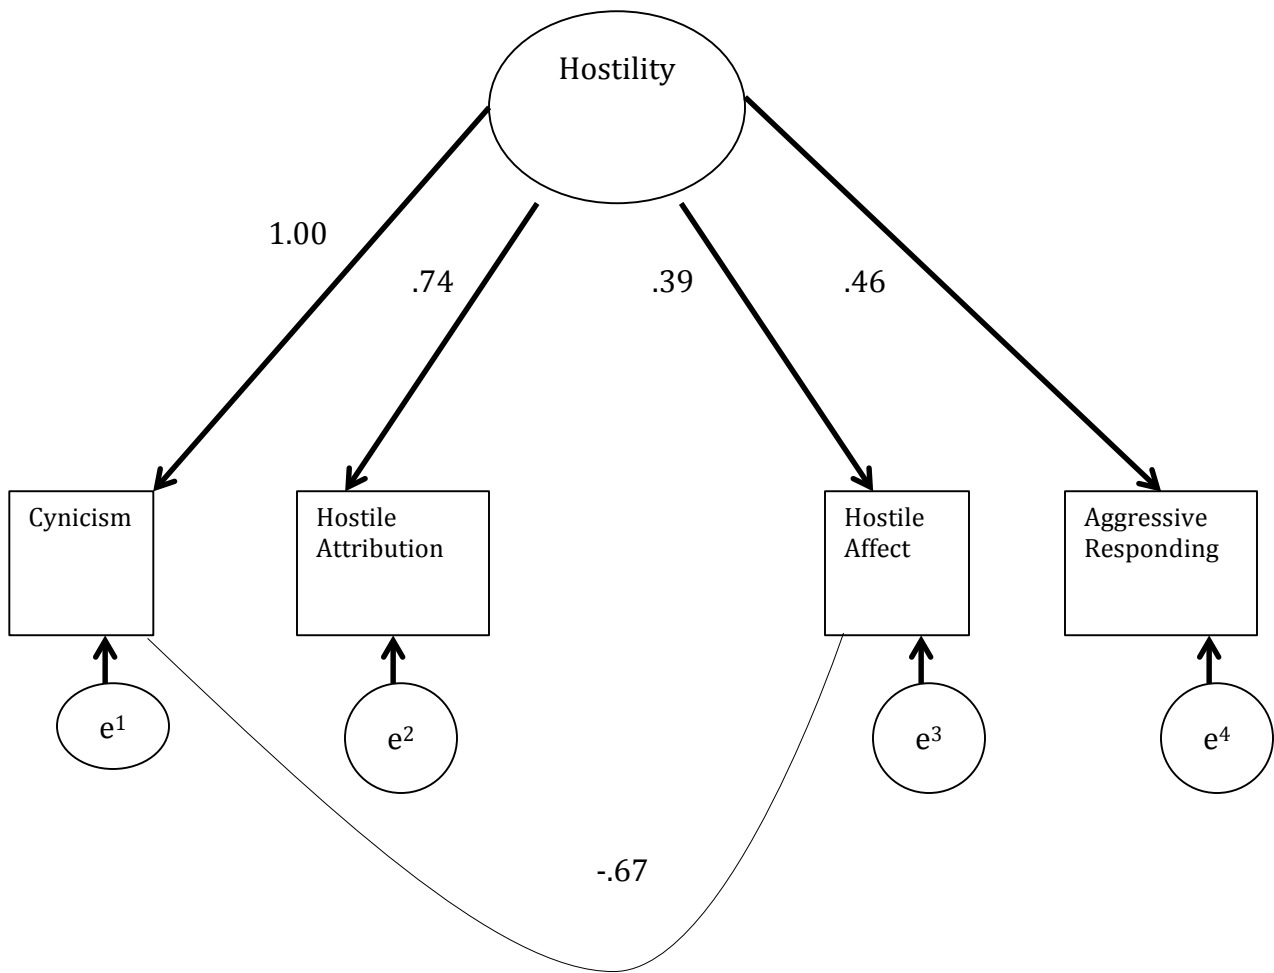 Hostility
1.00
.74
.39
.46
Cynicism
Hostile
Attribution
Hostile
Affect
Aggressive
Responding
e1
e2
e3
e4
-.67